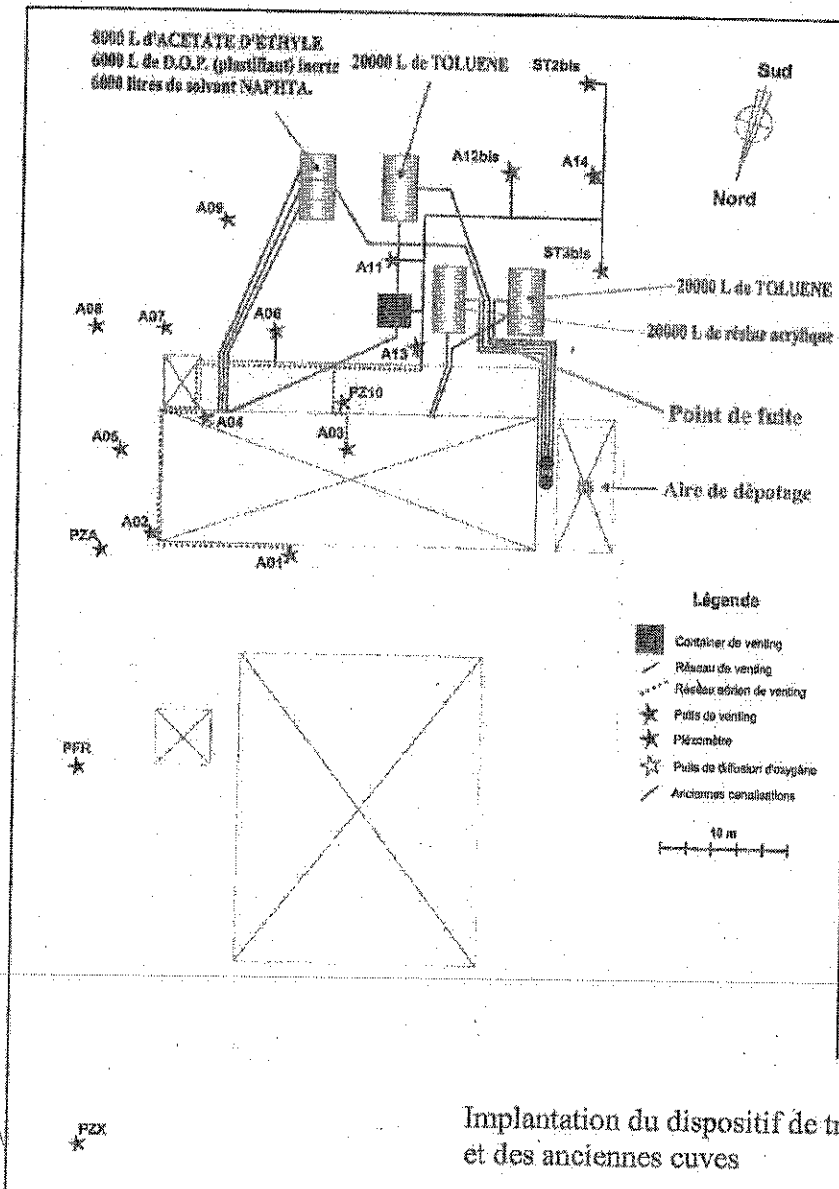 8000 L d'ACETATE D'ETHYLE
6000 L de D.O.P. (plastifiant) inerte
6000 litres de solvant NAPHTA.
20000 L de TOLUENE
ST2bis
Sud
Nord
A12bis
A14
A09
A11
ST3bis
20000 L de TOLUENE
A08
A07
A06
20000 L de résine acrylique
A13
PZ10
Point de fuite
A04
A03
A05
Aire de dépotage
A02
PZA
A01
Légende
Container de venting
Réseau de venting
Réseau aérien de venting
Puits de venting
Piézomètre
Puits de diffusion d'oxygène
Anciennes canalisations
10 m
PFR
PZX
Implantation du dispositif de tr
et des anciennes cuves